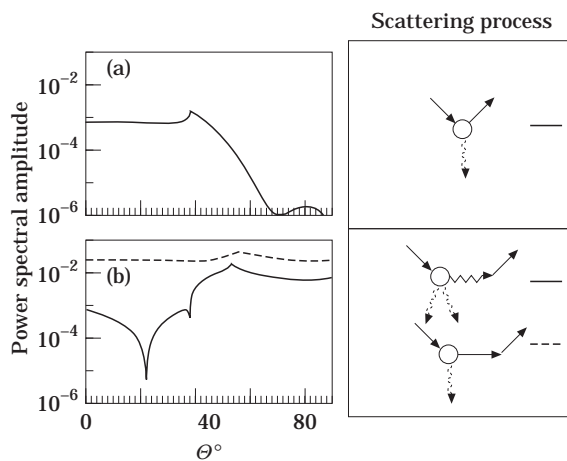 Scattering process
Power spectral amplitude
(a)
10⁻²
10⁻⁴
10⁻⁶
(b)
10⁻²
10⁻⁴
10⁻⁶
0 40 80
Θ°